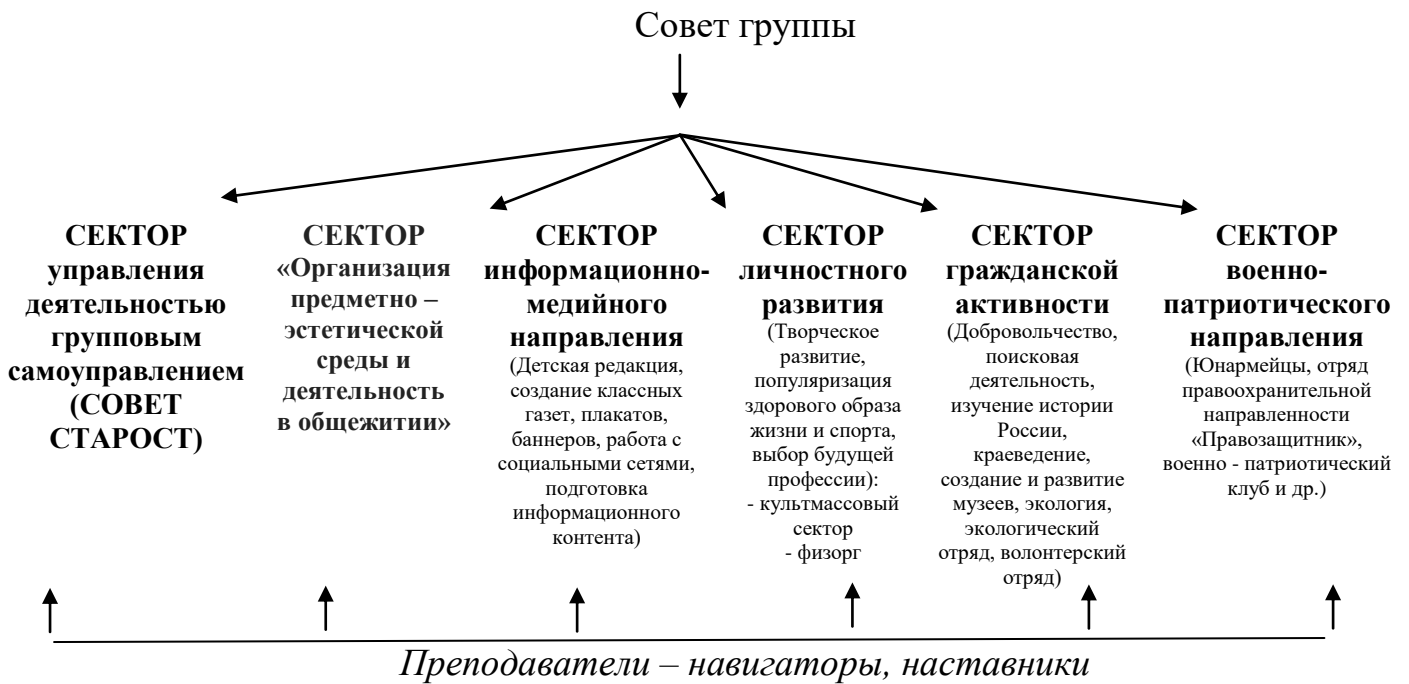 Совет группы
СЕКТОР
управления
деятельностью
групповым
самоуправлением
(СОВЕТ
СТАРОСТ)
СЕКТОР
«Организация
предметно –
эстетической
среды и
деятельность
в общежитии»
СЕКТОР
информационно-
медийного
направления
(Детская редакция,
создание классных
газет, плакатов,
баннеров, работа с
социальными сетями,
подготовка
информационного
контента)
СЕКТОР
личностного
развития
(Творческое
развитие,
популяризация
здорового образа
жизни и спорта,
выбор будущей
профессии):
- культмассовый
сектор
- физорг
СЕКТОР
гражданской
активности
(Добровольчество,
поисковая
деятельность,
изучение истории
России,
краеведение,
создание и развитие
музеев, экология,
экологический
отряд, волонтерский
отряд)
СЕКТОР
военно-
патриотического
направления
(Юнармейцы, отряд
правоохранительной
направленности
«Правозащитник»,
военно - патриотический
клуб и др.)
Преподаватели – навигаторы, наставники